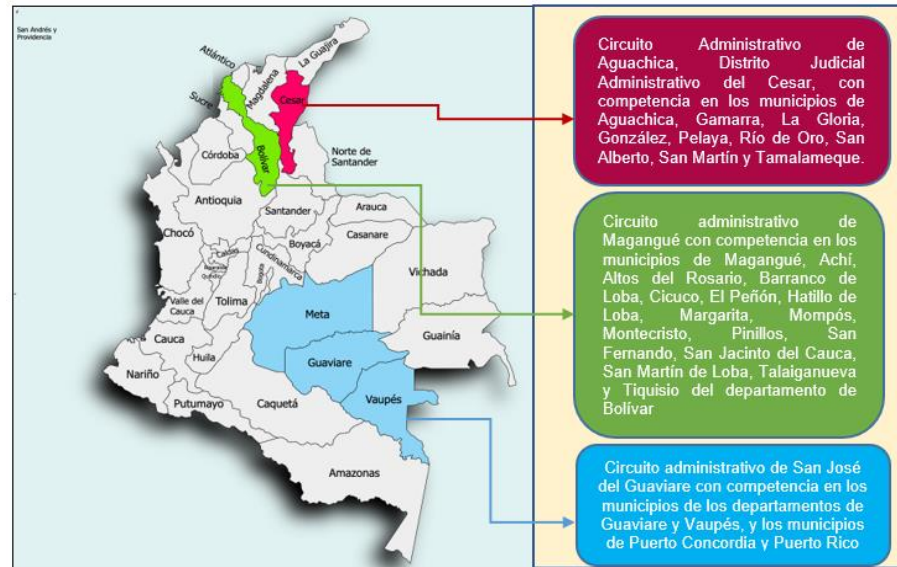 San Andrés y
Providencia
Atlántico
La Guajira
Magdalena
Cesar
Sucre
Bolívar
Norte de
Santander
Córdoba
Antioquia
Santander
Arauca
Chocó
Boyacá
Casanare
Caldas
Cundinamarca
Vichada
Risaralda
Quindío
Bogotá
Valle del
Cauca
Tolima
Meta
Guainía
Cauca
Huila
Guaviare
Nariño
Vaupés
Putumayo
Caquetá
Amazonas
Circuito Administrativo de
Aguachica, Distrito Judicial
Administrativo del Cesar, con
competencia en los municipios de
Aguachica, Gamarra, La Gloria,
González, Pelaya, Río de Oro, San
Alberto, San Martín y Tamalameque.
Circuito administrativo de
Magangué con competencia en los
municipios de Magangué, Achí,
Altos del Rosario, Barranco de
Loba, Cicuco, El Peñón, Hatillo de
Loba, Margarita, Mompós,
Montecristo, Pinillos, San
Fernando, San Jacinto del Cauca,
San Martín de Loba, Talaiganueva
y Tiquisio del departamento de
Bolívar
Circuito administrativo de San José
del Guaviare con competencia en los
municipios de los departamentos de
Guaviare y Vaupés, y los municipios
de Puerto Concordia y Puerto Rico